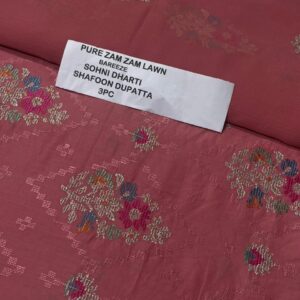 PURE ZAM ZAM LAWN
BAREEZE
SOHNI DHARTI
SHAFOON DUPATTA
3PC